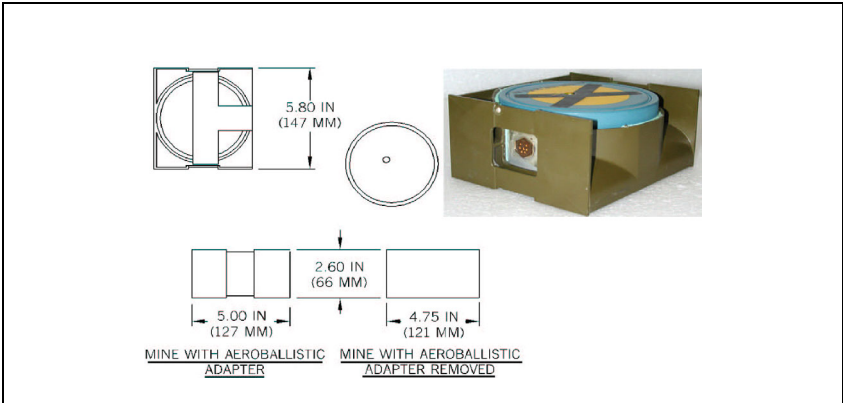 5.80 IN
(147 MM)
2.60 IN
(66 MM)
5.00 IN
(127 MM)
4.75 IN
(121 MM)
MINE WITH AEROBALLISTIC
ADAPTER
MINE WITH AEROBALLISTIC
ADAPTER REMOVED